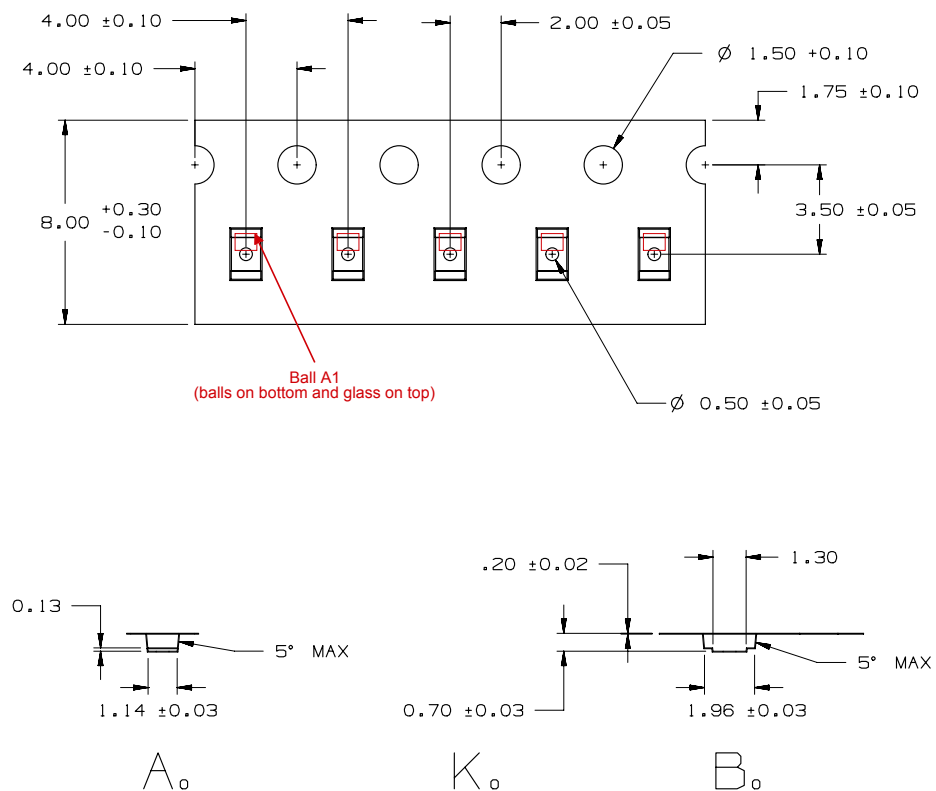 4.00 ±0.10
2.00 ±0.05
Ø 1.50 +0.10
4.00 ±0.10
1.75 ±0.10
8.00 +0.30
-0.10
3.50 ±0.05
Ball A1
(balls on bottom and glass on top)
Ø 0.50 ±0.05
.20 ±0.02
1.30
0.13
5° MAX
5° MAX
1.14 ±0.03
0.70 ±0.03
1.96 ±0.03
Ao
Ko
Bo